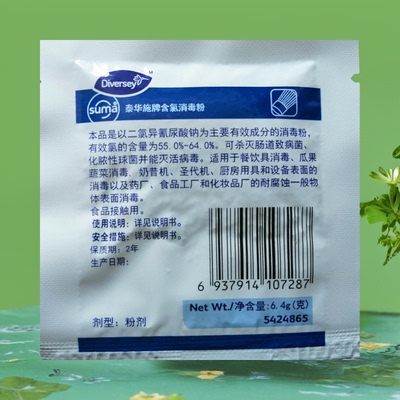 Diversey
suma
泰华施牌含氯消毒粉
本品是以二氯异氰尿酸钠为主要有效成分的消毒粉，
有效氯的含量为55.0%-64.0%。可杀灭肠道致病菌、
化脓性球菌并能灭活病毒。适用于餐饮具消毒、瓜果
蔬菜消毒、奶昔机、圣代机、厨房用具和设备表面的
消毒以及药厂、食品工厂和化妆品厂的耐腐蚀一般物
体表面消毒。
食品接触用。
使用说明：详见说明书。
安全措施：详见说明书。
保质期：2年
生产日期：
6 937914 107287
Net Wt./净含量:6.4g(克)
5424865
剂型：粉剂